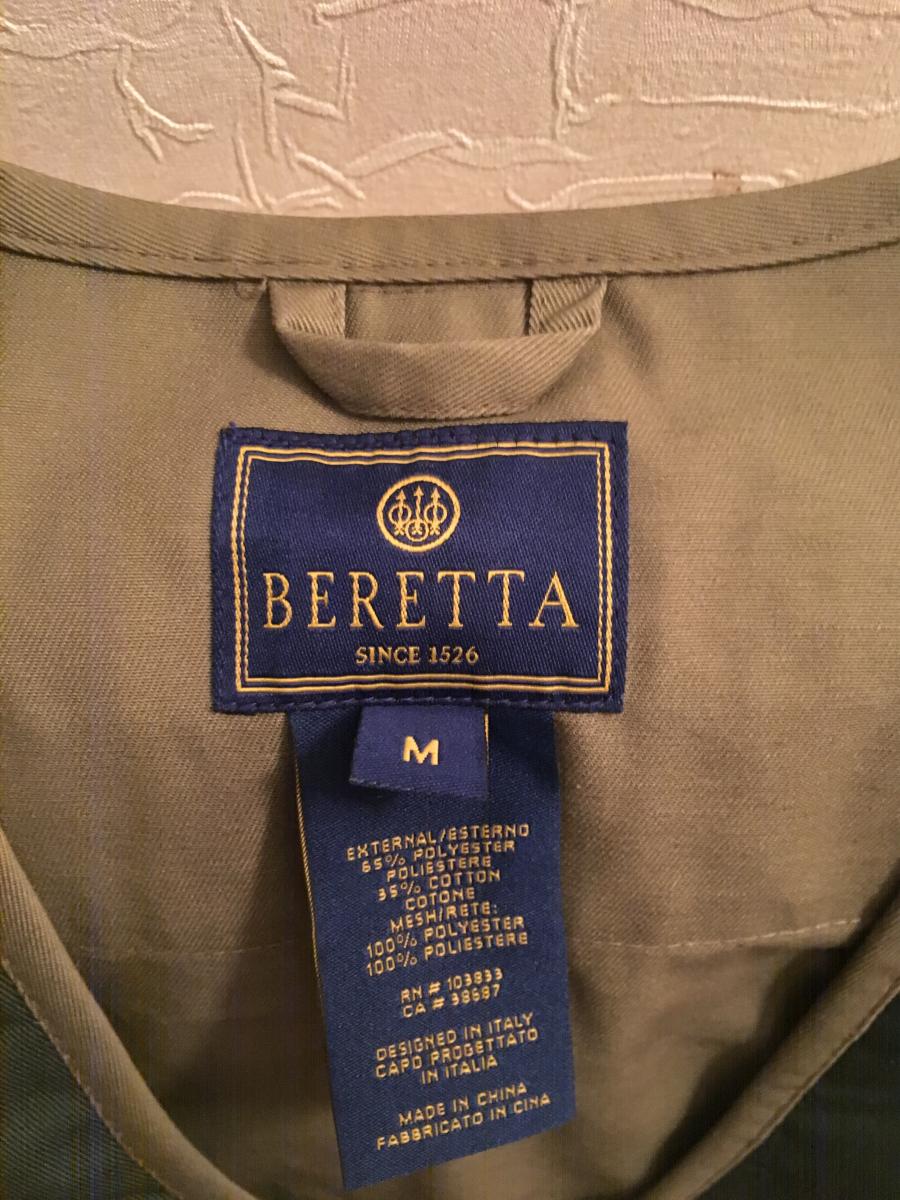 BERETTA
SINCE 1526
M
EXTERNAL/ESTERNO
65% POLYESTER
POLIESTERE
35% COTTON
COTONE
MESH/RETE:
100% POLYESTER
100% POLIESTERE
RN # 103833
CA # 38687
DESIGNED IN ITALY
CAPO PROGETTATO
IN ITALIA
MADE IN CHINA
FABBRICATO IN CINA